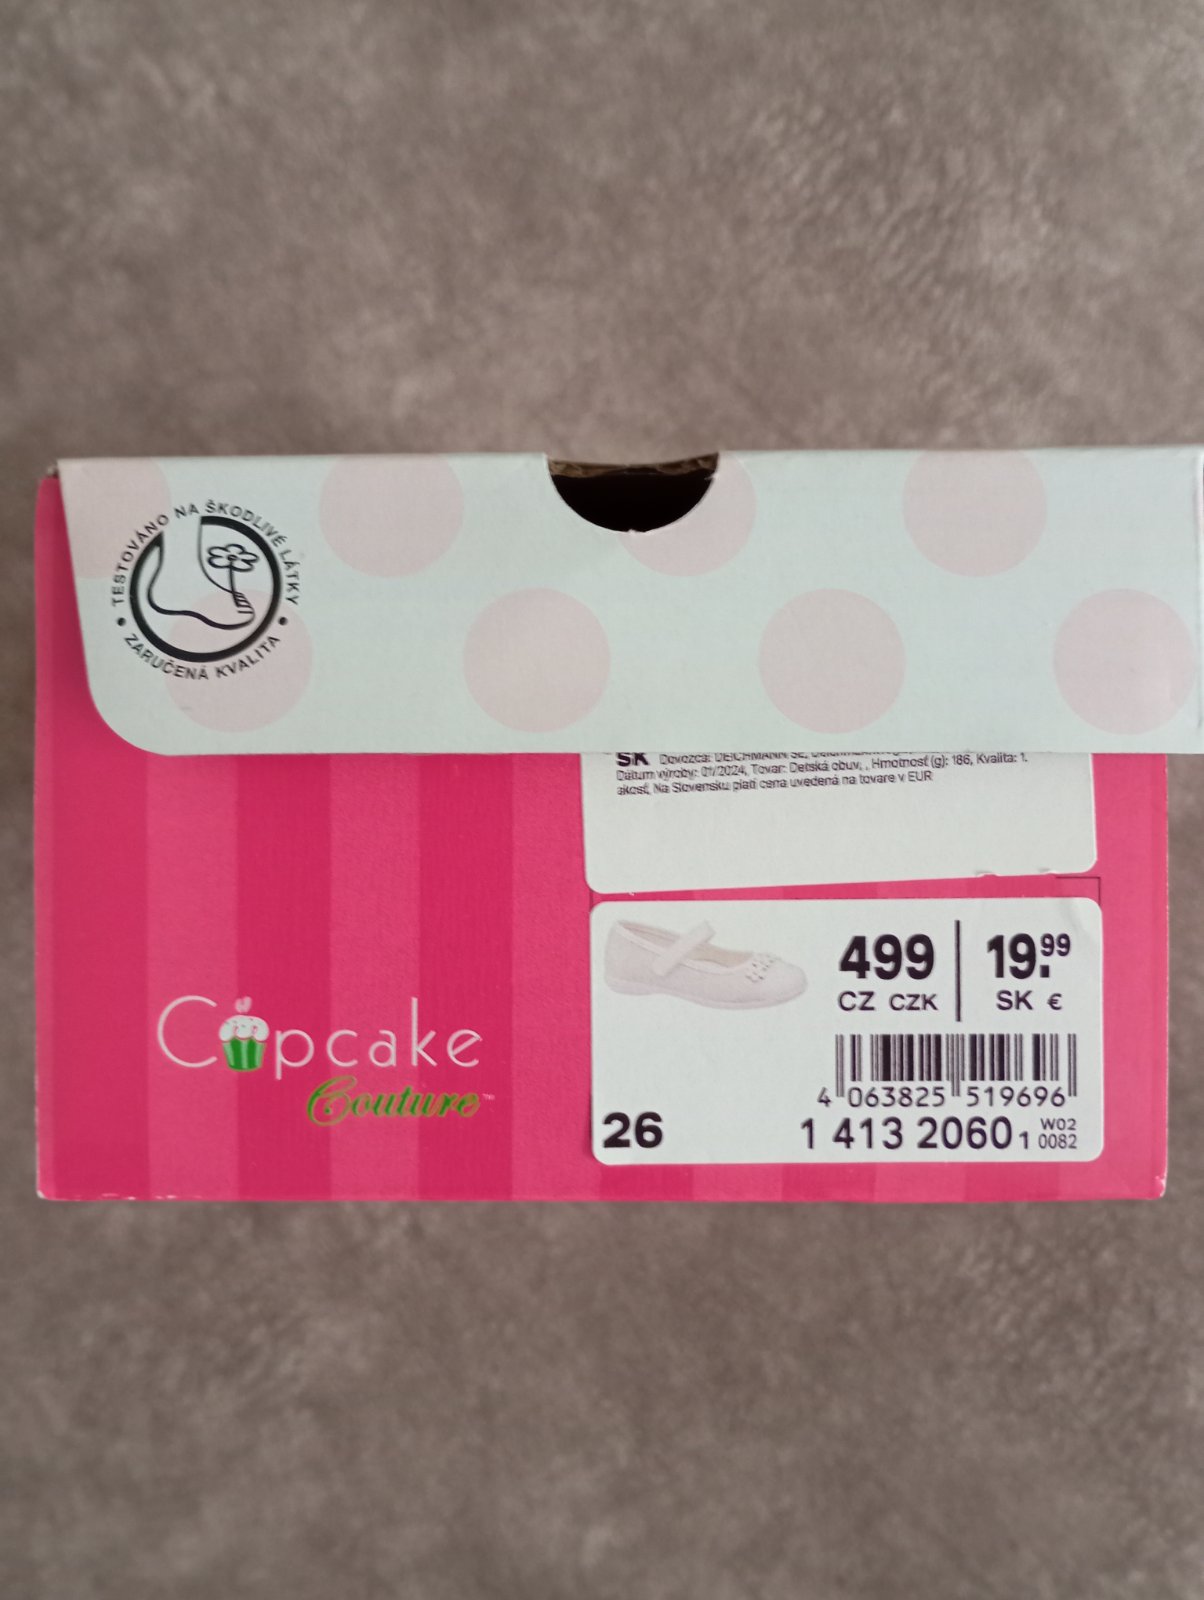 TESTOVÁNO NA ŠKODLIVÉ LÁTKY
• ZARUČENÁ KVALITA •
SK Dovozca: DEICHMANN SE,
Dátum výroby: 01/2024, Tovar: Detská obuv, , Hmotnosť (g): 186, Kvalita: 1.
akosť, Na Slovensku platí cena uvedená na tovare v EUR
499 19.99
CZ CZK SK €
Cupcake
Couture™
4 063825 519696
26
1 413 2060 1 W02
0082